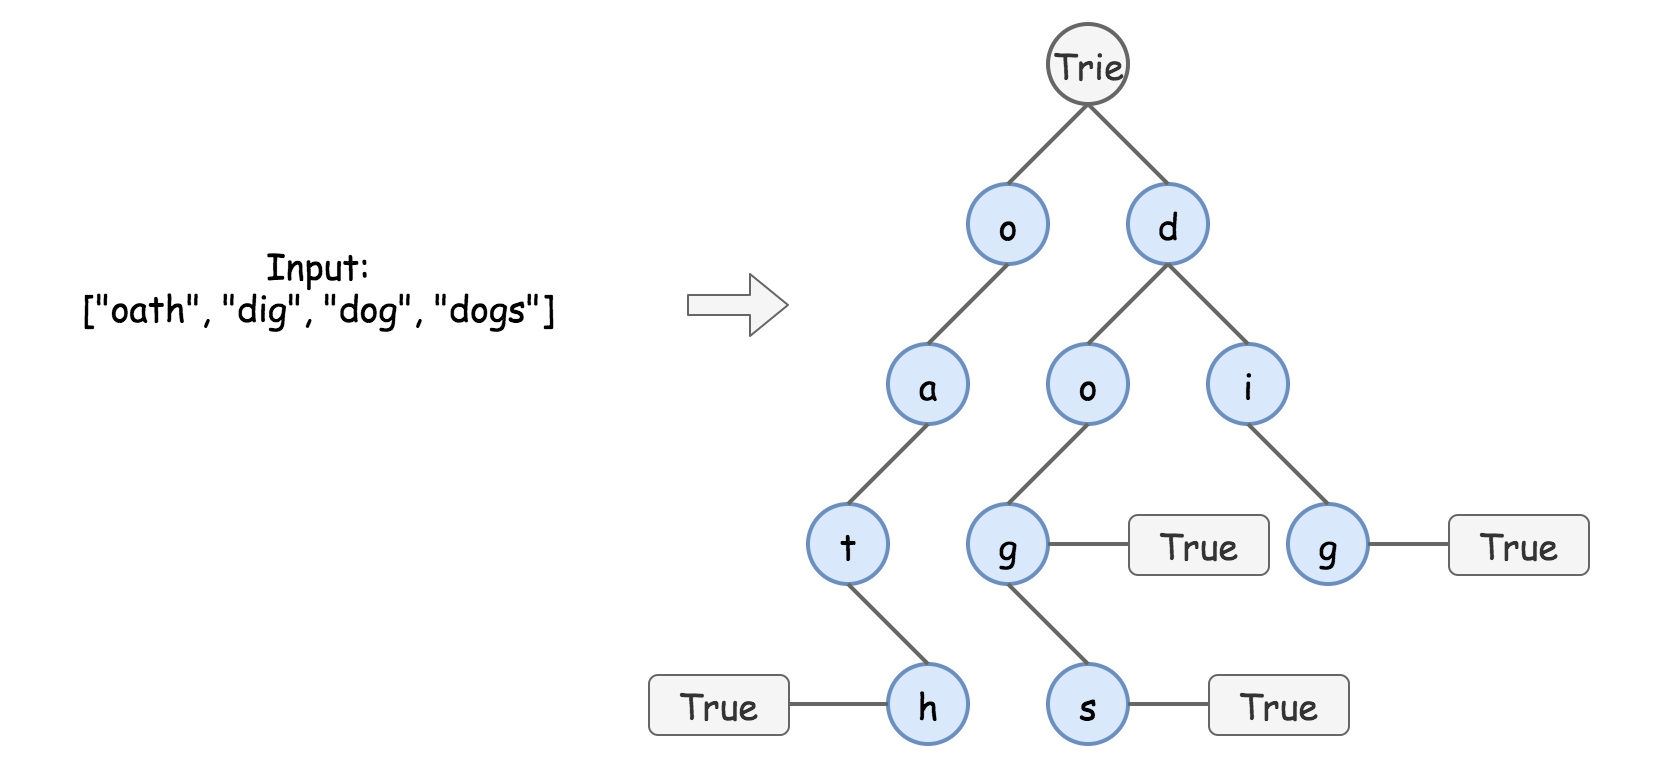 Trie
o
d
Input:
["oath", "dig", "dog", "dogs"]
a
o
i
t
g
True
g
True
True
h
s
True